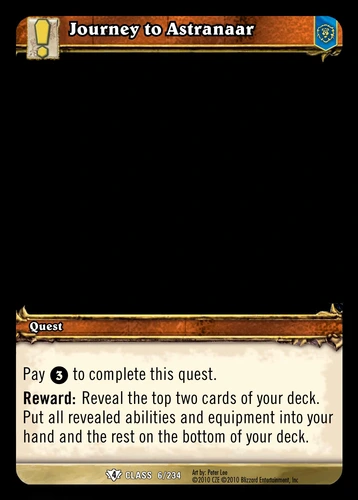 Journey to Astranaar
Quest
Pay 3 to complete this quest.
Reward: Reveal the top two cards of your deck.
Put all revealed abilities and equipment into your
hand and the rest on the bottom of your deck.
CLASS 6/234
Art by: Peter Lee
©2010 CZE ©2010 Blizzard Entertainment, Inc.